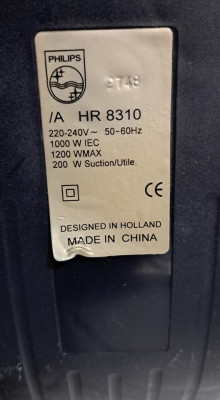 PHILIPS
9748
/A HR 8310
220-240V~ 50-60Hz
1000 W IEC
1200 WMAX
200 W Suction/Utile
CE
DESIGNED IN HOLLAND
MADE IN CHINA